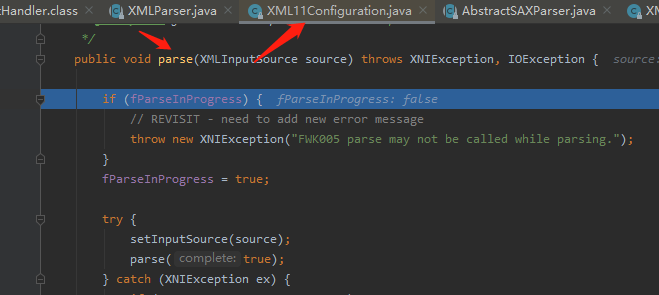 tHandler.class × XMLParser.java × XML11Configuration.java × AbstractSAXParser.java × XM
*/
public void parse(XMLInputSource source) throws XNIException, IOException { source:
if (fParseInProgress) { fParseInProgress: false
// REVISIT - need to add new error message
throw new XNIException("FWK005 parse may not be called while parsing.");
}
fParseInProgress = true;
try {
setInputSource(source);
parse( complete: true);
} catch (XNIException ex) {